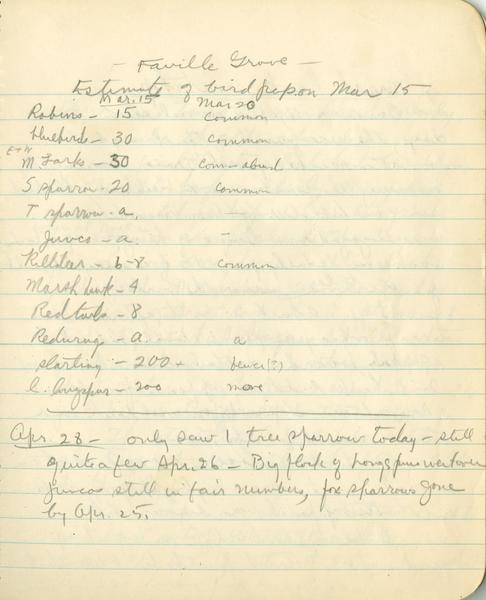 - Faville Grove -
Estimate of bird pop on Mar 15
Mar. 15 Mar 20
Robins - 15 Common
bluebirds - 30 Common
E + W
M larks - 30 Com - abund
S sparrow - 20 Common
T sparrow - a. -
Juncos - a -
Killdeer - 6-8 common
Marsh hawk - 4
Redtails - 8
Redwing - a. a
starling - 200 + fewer (?)
L. longspur - 200 more
Apr. 28 - only saw 1 tree sparrow today - still
quite a few Apr. 26 - Big flock of longspurs went over
juncos still in fair numbers, fox sparrows gone
by Apr. 25.